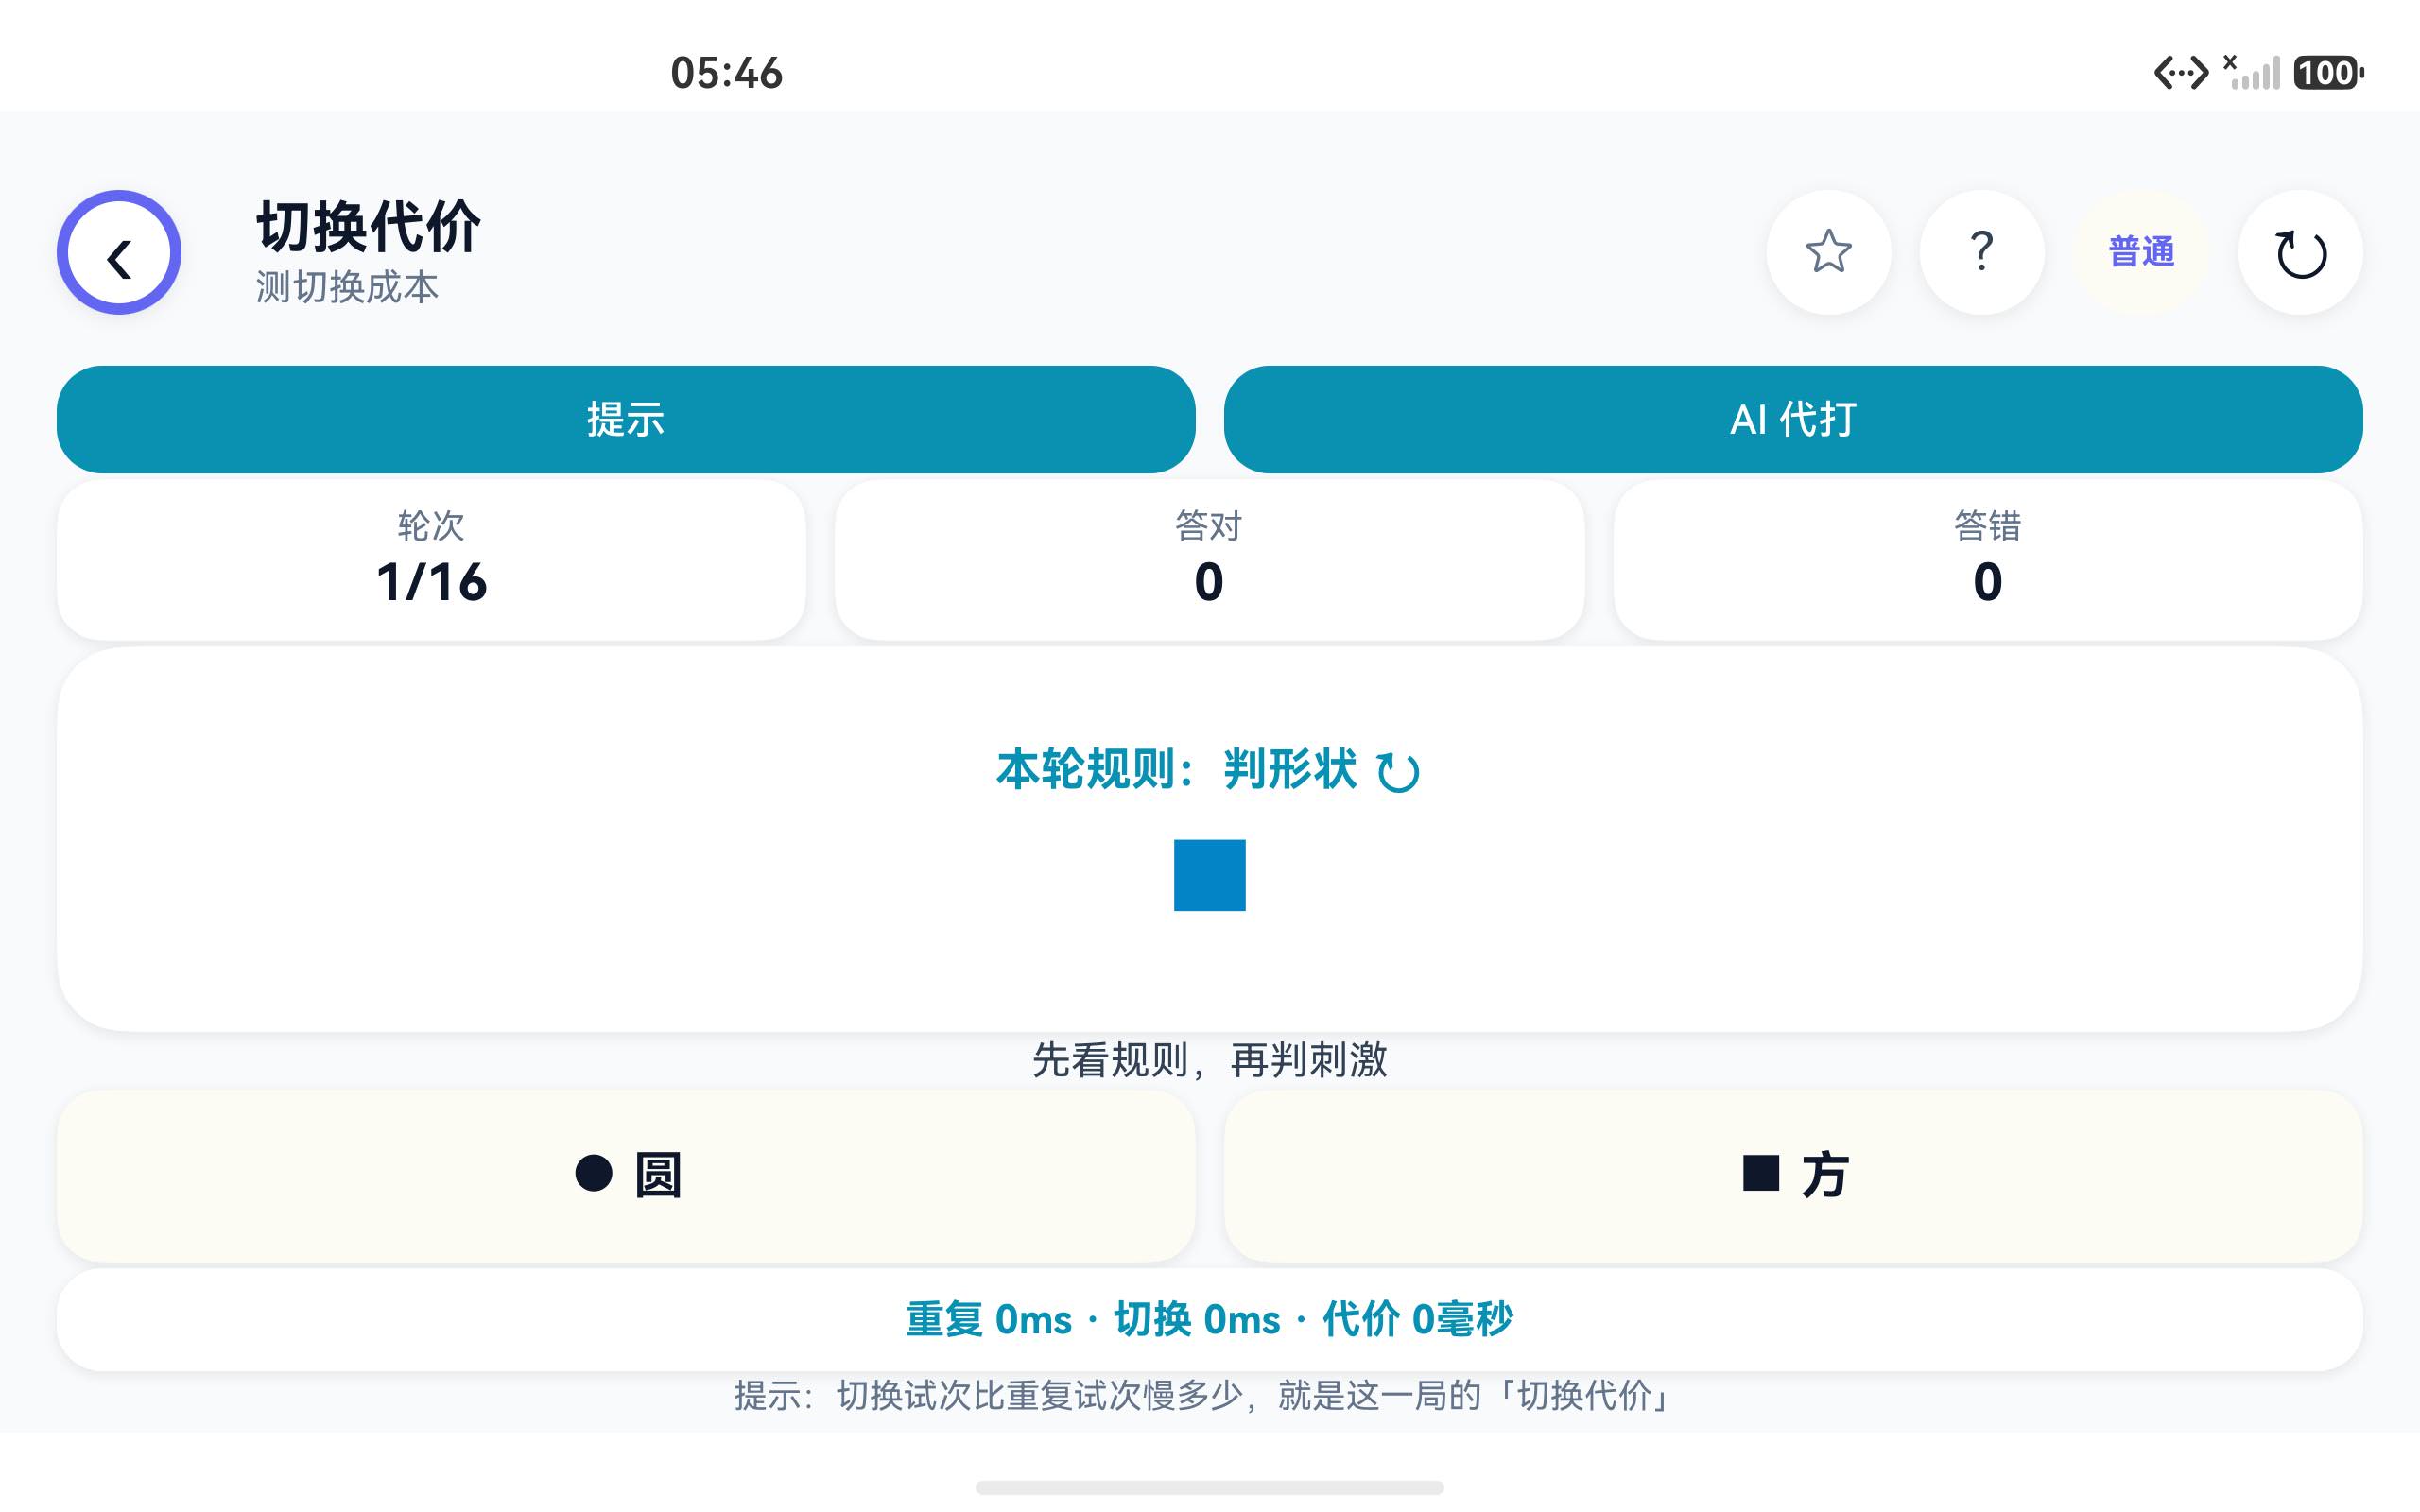 05:46
100
切换代价
测切换成本
?
普通
提示
AI 代打
轮次
1/16
答对
0
答错
0
本轮规则：判形状
先看规则，再判刺激
圆
方
重复 0ms · 切换 0ms · 代价 0毫秒
提示：切换试次比重复试次慢多少，就是这一局的「切换代价」